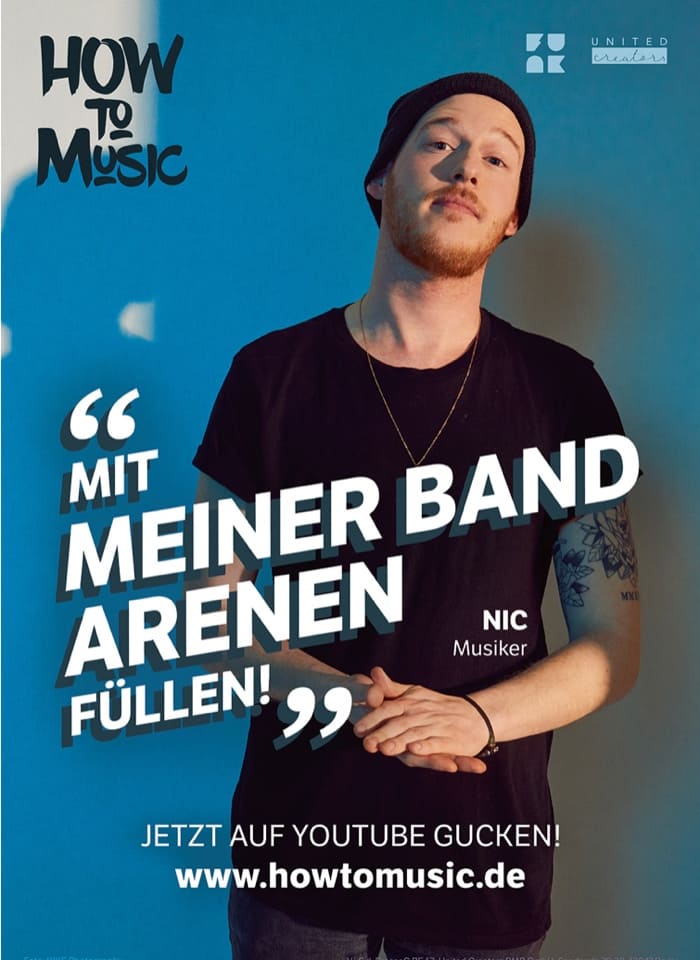 HOW
TO
MUSIC
FUNK
UNITED
creators
“
MIT
MEINER BAND
ARENEN
FÜLLEN!
”
NIC
Musiker
JETZT AUF YOUTUBE GUCKEN!
www.howtomusic.de